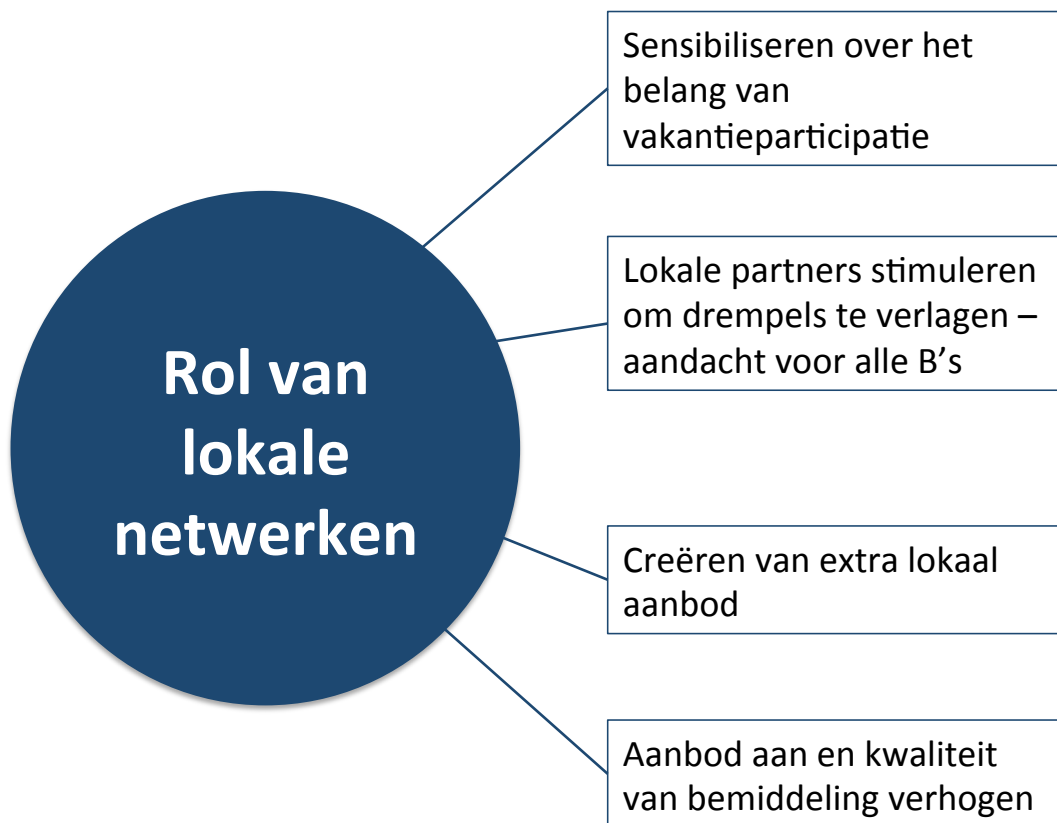 Rol van
lokale
netwerken
Sensibiliseren over het
belang van
vakantieparticipatie
Lokale partners stimuleren
om drempels te verlagen –
aandacht voor alle B’s
Creëren van extra lokaal
aanbod
Aanbod aan en kwaliteit
van bemiddeling verhogen